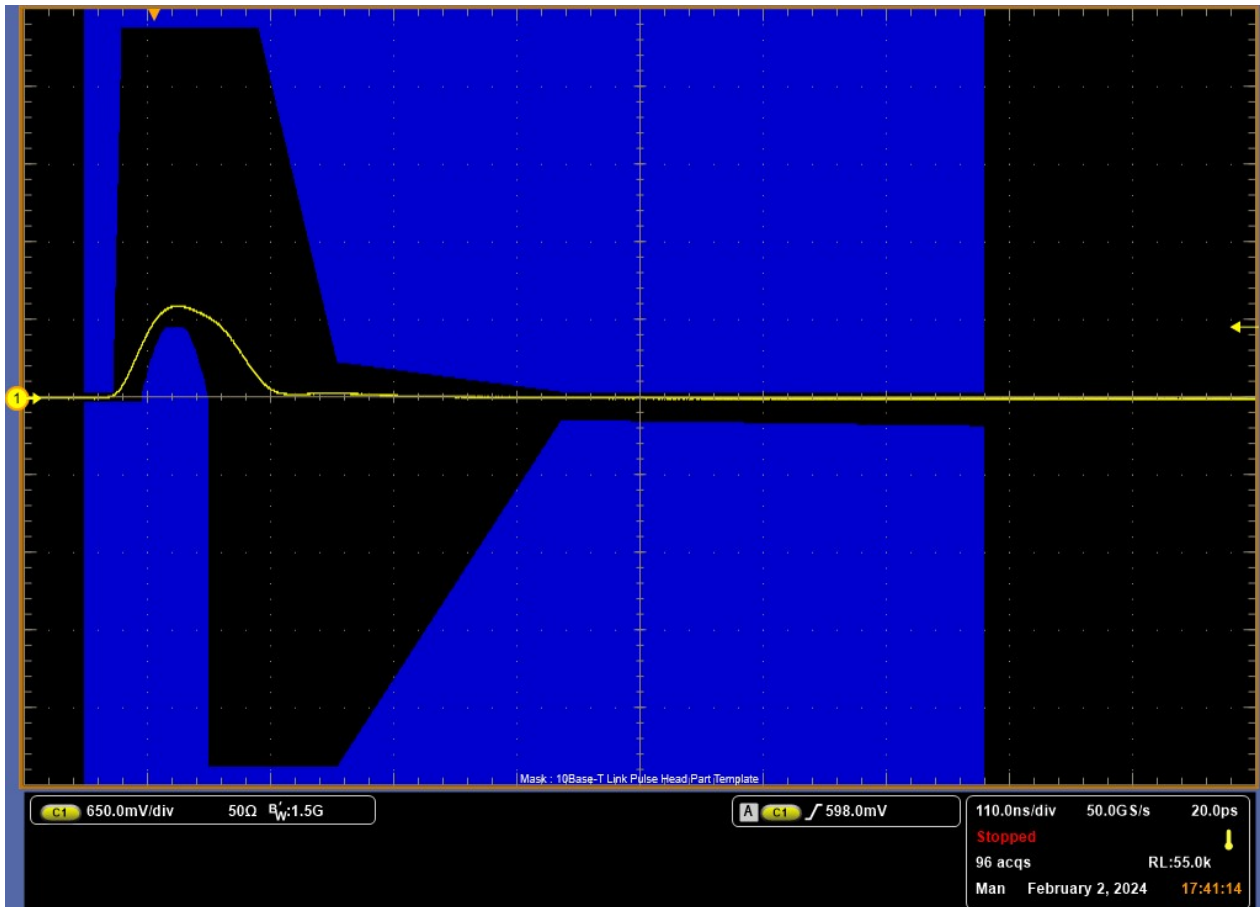 1
Mask : 10Base-T Link Pulse Head Part Template
C1 650.0mV/div 50Ω B'W:1.5G
A C1 598.0mV
110.0ns/div 50.0GS/s 20.0ps
Stopped
96 acqs RL:55.0k
Man February 2, 2024 17:41:14